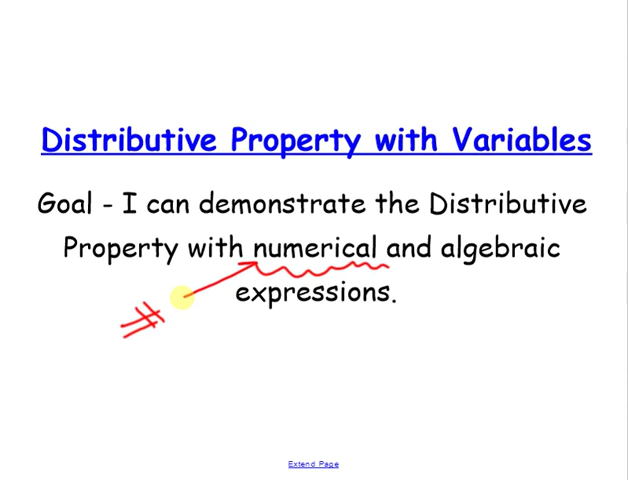 Distributive Property with Variables
Goal - I can demonstrate the Distributive
Property with numerical and algebraic
expressions.
#
Extend Page